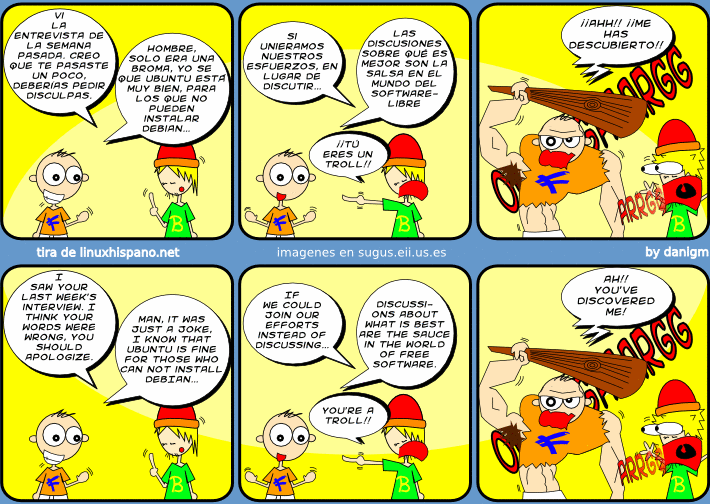 VI
LA
ENTREVISTA DE
LA SEMANA
PASADA. CREO
QUE TE PASASTE
UN POCO,
DEBERÍAS PEDIR
DISCULPAS.
HOMBRE,
SOLO ERA UNA
BROMA, YO SE
QUE UBUNTU ESTÁ
MUY BIEN, PARA
LOS QUE NO
PUEDEN
INSTALAR
DEBIAN...
SI
UNIERAMOS
NUESTROS
ESFUERZOS, EN
LUGAR DE
DISCUTIR...
LAS
DISCUSIONES
SOBRE QUÉ ES
MEJOR SON LA
SALSA EN EL
MUNDO DEL
SOFTWARE-
LIBRE
¡¡TÚ
ERES UN
TROLL!!
¡¡AHH!! ¡¡ME
HAS
DESCUBIERTO!!
ARRGG
B
B
B
tira de linuxhispano.net
imagenes en sugus.eii.us.es
by danigm
I
SAW YOUR
LAST WEEK'S
INTERVIEW. I
THINK YOUR
WORDS WERE
WRONG, YOU
SHOULD
APOLOGIZE.
MAN, IT WAS
JUST A JOKE,
I KNOW THAT
UBUNTU IS FINE
FOR THOSE WHO
CAN NOT INSTALL
DEBIAN...
IF
WE COULD
JOIN OUR
EFFORTS
INSTEAD OF
DISCUSSING...
DISCUSSI-
ONS ABOUT
WHAT IS BEST
ARE THE SAUCE
IN THE WORLD
OF FREE
SOFTWARE.
YOU'RE A
TROLL!!
AH!!
YOU'VE
DISCOVERED
ME!
ARRGG
B
B
B